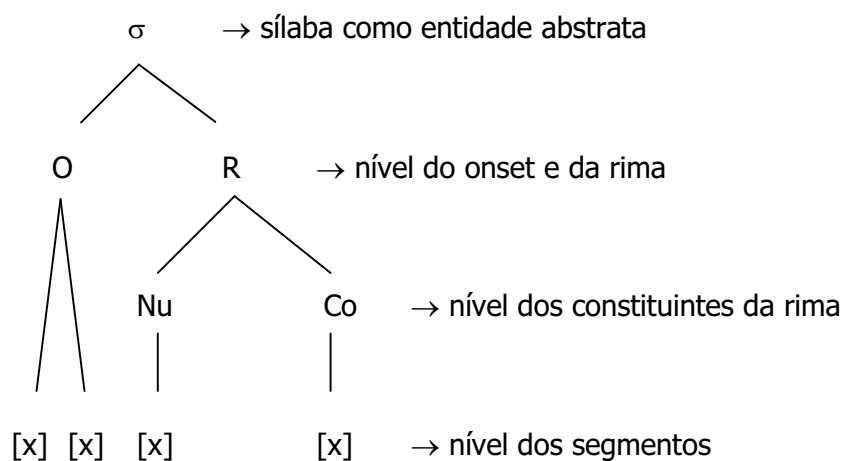 σ → sílaba como entidade abstrata
O R → nível do onset e da rima
Nu Co → nível dos constituintes da rima
[x] [x] [x] [x] → nível dos segmentos